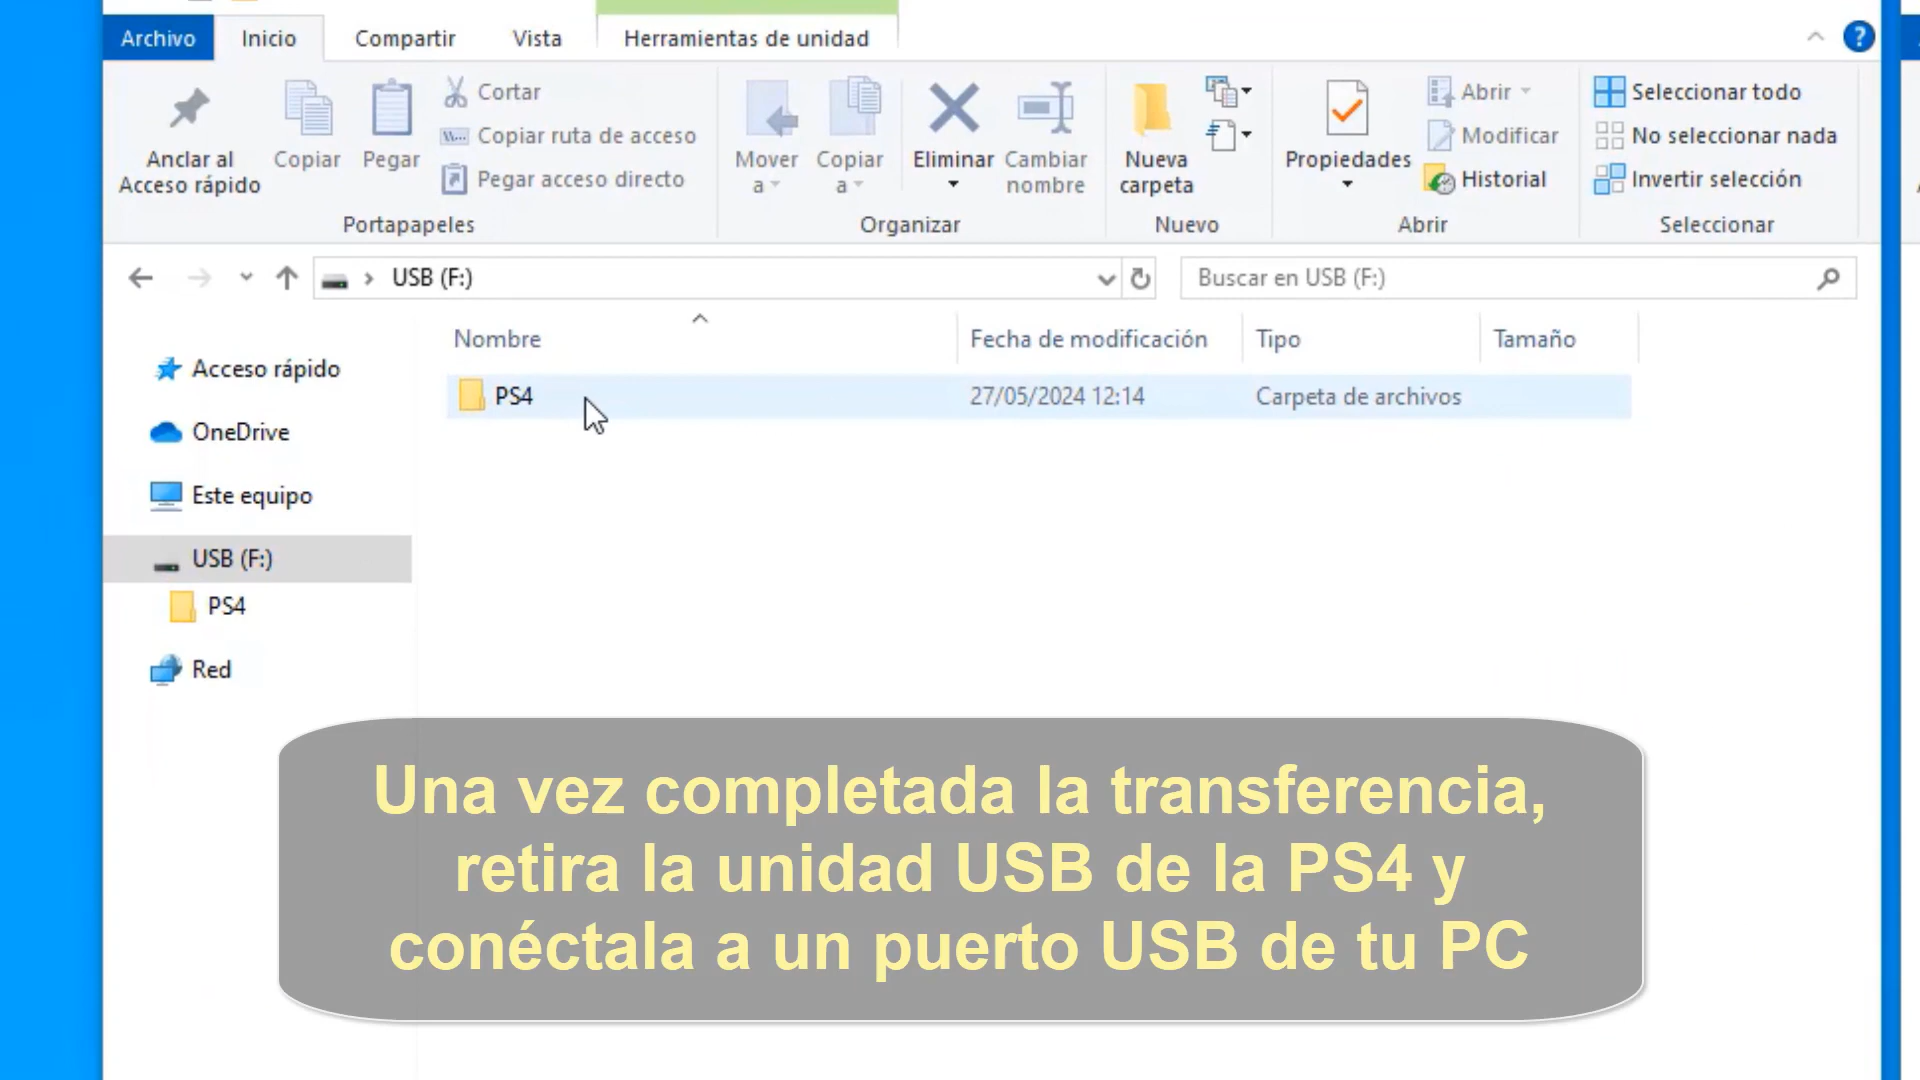 Archivo Inicio Compartir Vista Herramientas de unidad
Anclar al
Acceso rápido
Copiar
Pegar
Cortar
Copiar ruta de acceso
Pegar acceso directo
Portapapeles
Mover
a
Copiar
a
Eliminar
Cambiar
nombre
Organizar
Nueva
carpeta
Nuevo
Propiedades
Abrir
Modificar
Historial
Abrir
Seleccionar todo
No seleccionar nada
Invertir selección
Seleccionar
USB (F:)
Buscar en USB (F:)
Nombre Fecha de modificación Tipo Tamaño
PS4 27/05/2024 12:14 Carpeta de archivos
Acceso rápido
OneDrive
Este equipo
USB (F:)
PS4
Red
Una vez completada la transferencia,
retira la unidad USB de la PS4 y
conéctala a un puerto USB de tu PC